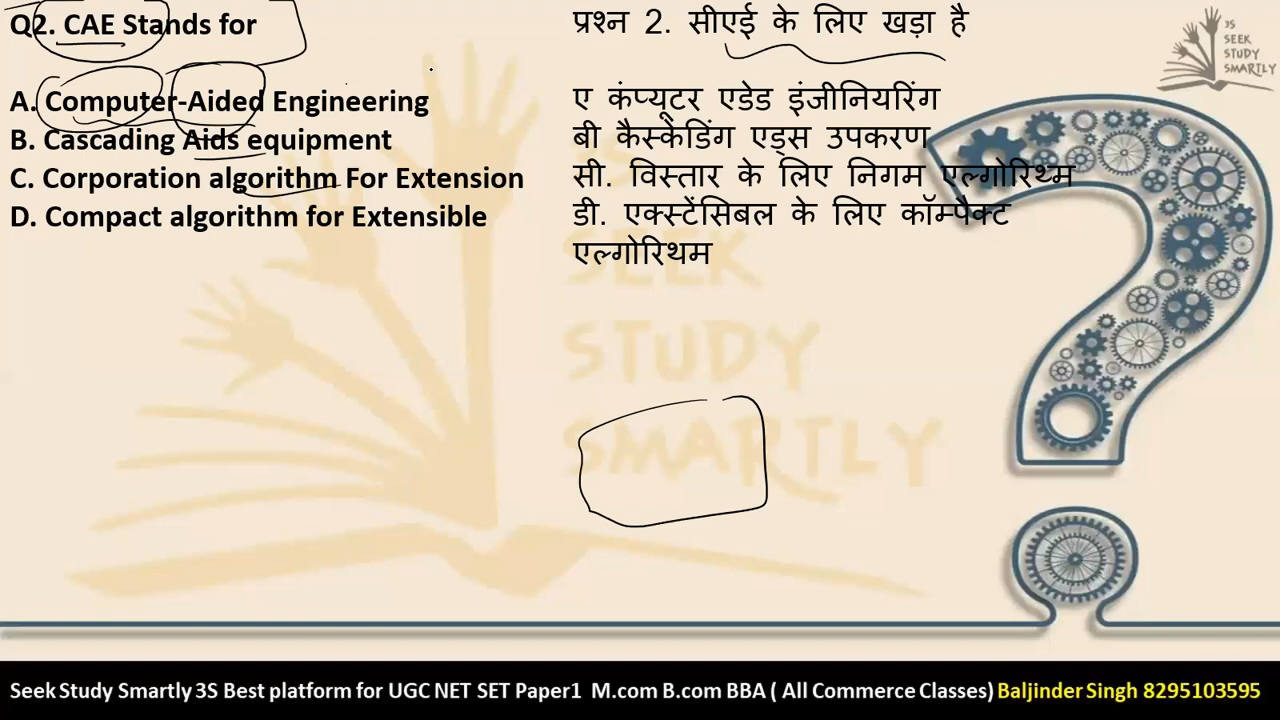 Q2. CAE Stands for
A. Computer-Aided Engineering
B. Cascading Aids equipment
C. Corporation algorithm For Extension
D. Compact algorithm for Extensible
प्रश्न 2. सीएई के लिए खड़ा है
ए कंप्यूटर एडेड इंजीनियरिंग
बी कैस्केडिंग एड्स उपकरण
सी. विस्तार के लिए निगम एल्गोरिथ्म
डी. एक्स्टेंसिबल के लिए कॉम्पैक्ट
एल्गोरिथम
3S
SEEK
STUDY
SMARTLY
3S
SEEK
STUDY
SMARTLY
Seek Study Smartly 3S Best platform for UGC NET SET Paper1 M.com B.com BBA ( All Commerce Classes) Baljinder Singh 8295103595